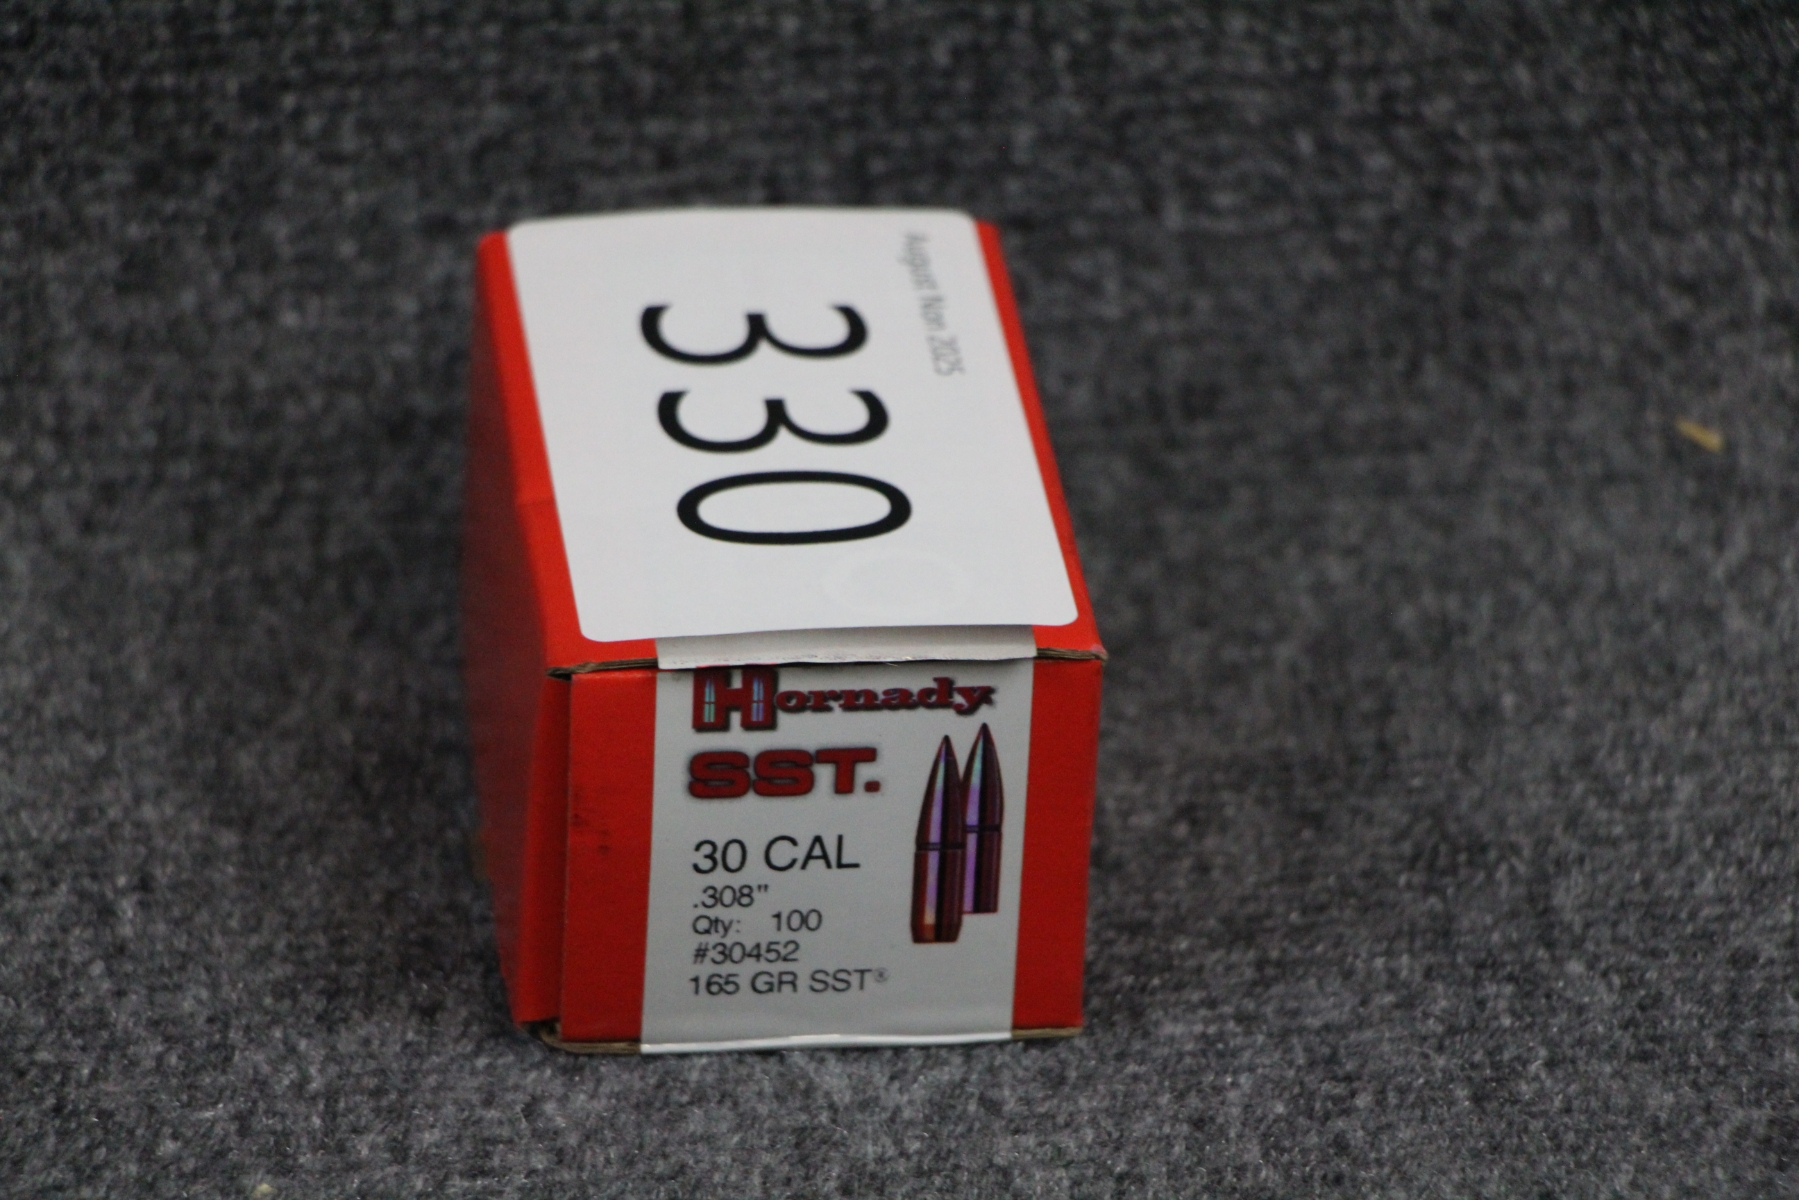 August Non 2025
330
Hornady
SST.
30 CAL
.308"
Qty: 100
#30452
165 GR SST®